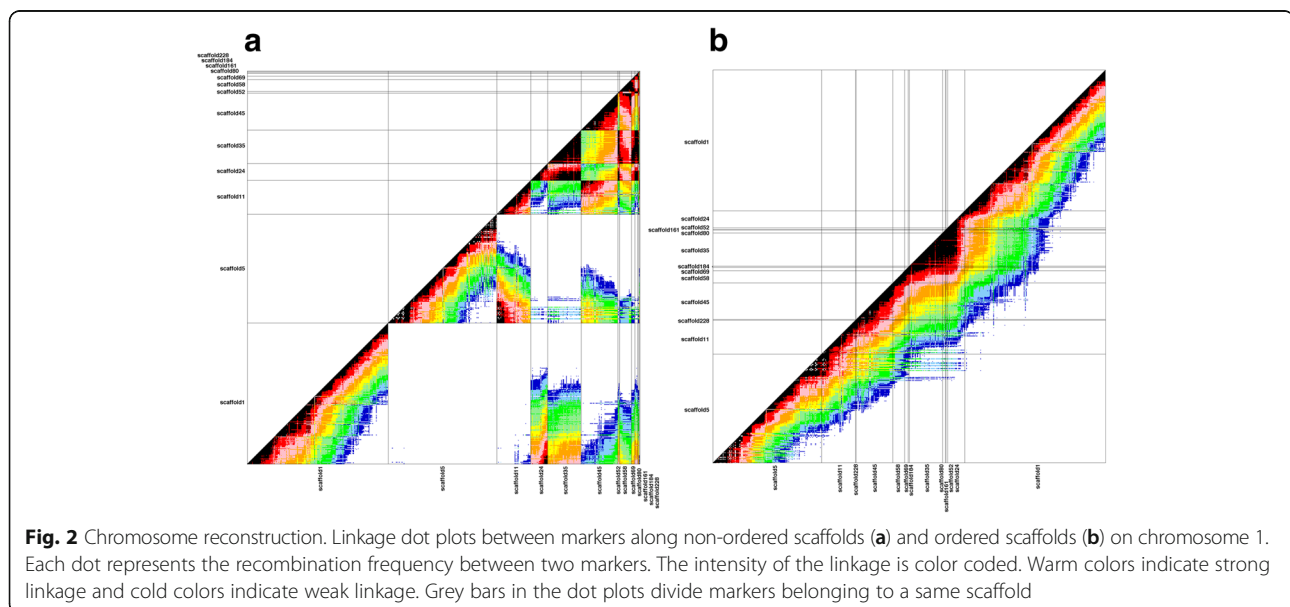 a
scaffold228
scaffold184
scaffold161
scaffold80
scaffold69
scaffold58
scaffold52
scaffold45
scaffold35
scaffold24
scaffold11
scaffold5
scaffold1
scaffold1
scaffold5
scaffold11
scaffold24
scaffold35
scaffold45
scaffold52
scaffold58
scaffold69
scaffold80
scaffold161
scaffold184
scaffold228
b
scaffold1
scaffold24
scaffold52
scaffold161
scaffold80
scaffold35
scaffold184
scaffold69
scaffold58
scaffold45
scaffold228
scaffold11
scaffold5
scaffold5
scaffold11
scaffold228
scaffold45
scaffold58
scaffold69
scaffold184
scaffold35
scaffold80
scaffold161
scaffold52
scaffold24
scaffold1
Fig. 2 Chromosome reconstruction. Linkage dot plots between markers along non-ordered scaffolds (a) and ordered scaffolds (b) on chromosome 1.
Each dot represents the recombination frequency between two markers. The intensity of the linkage is color coded. Warm colors indicate strong
linkage and cold colors indicate weak linkage. Grey bars in the dot plots divide markers belonging to a same scaffold